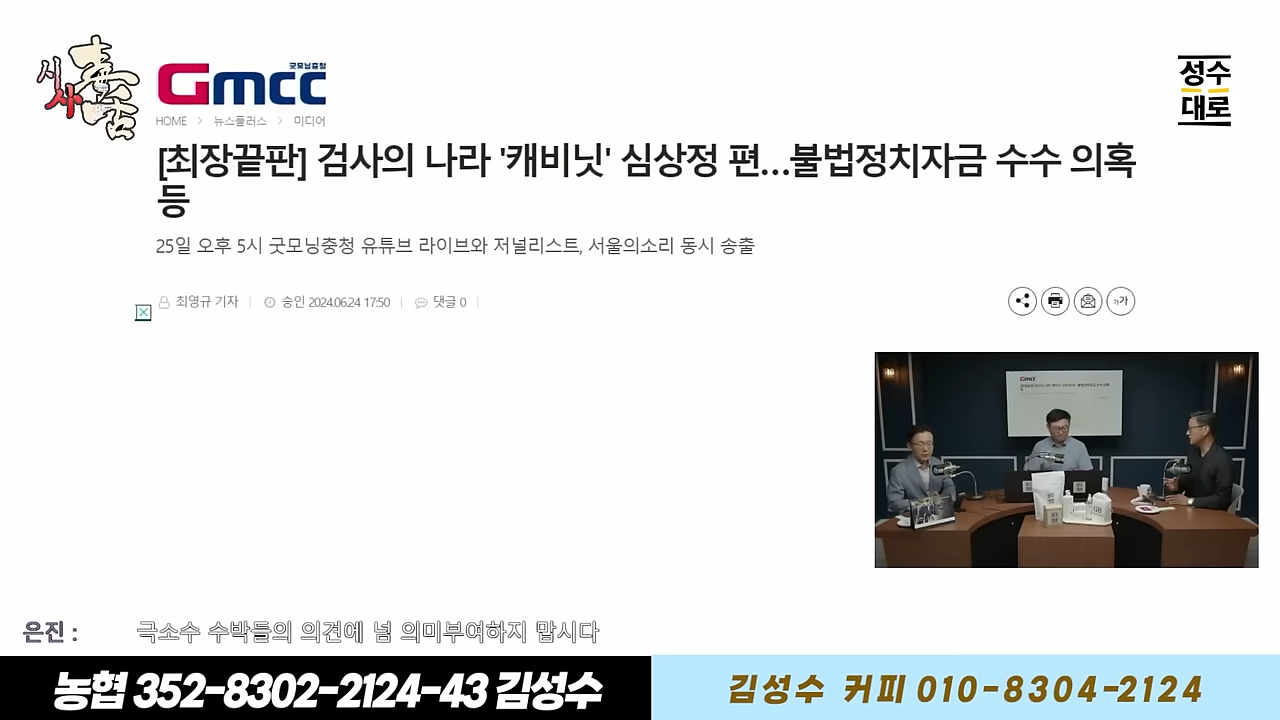 시사
굿모닝충청
Gmcc
성수
대로
HOME > 뉴스플러스 > 미디어
[최장끝판] 검사의 나라 '캐비닛' 심상정 편...불법정치자금 수수 의혹
등
25일 오후 5시 굿모닝충청 유튜브 라이브와 저널리스트, 서울의소리 동시 송출
최영규 기자 승인 2024.06.24 17:50 댓글 0
가가
Gmcc
은진 : 극소수 수박들의 의견에 넘 의미부여하지 맙시다
농협 352-8302-2124-43 김성수
김성수 커피 010-8304-2124